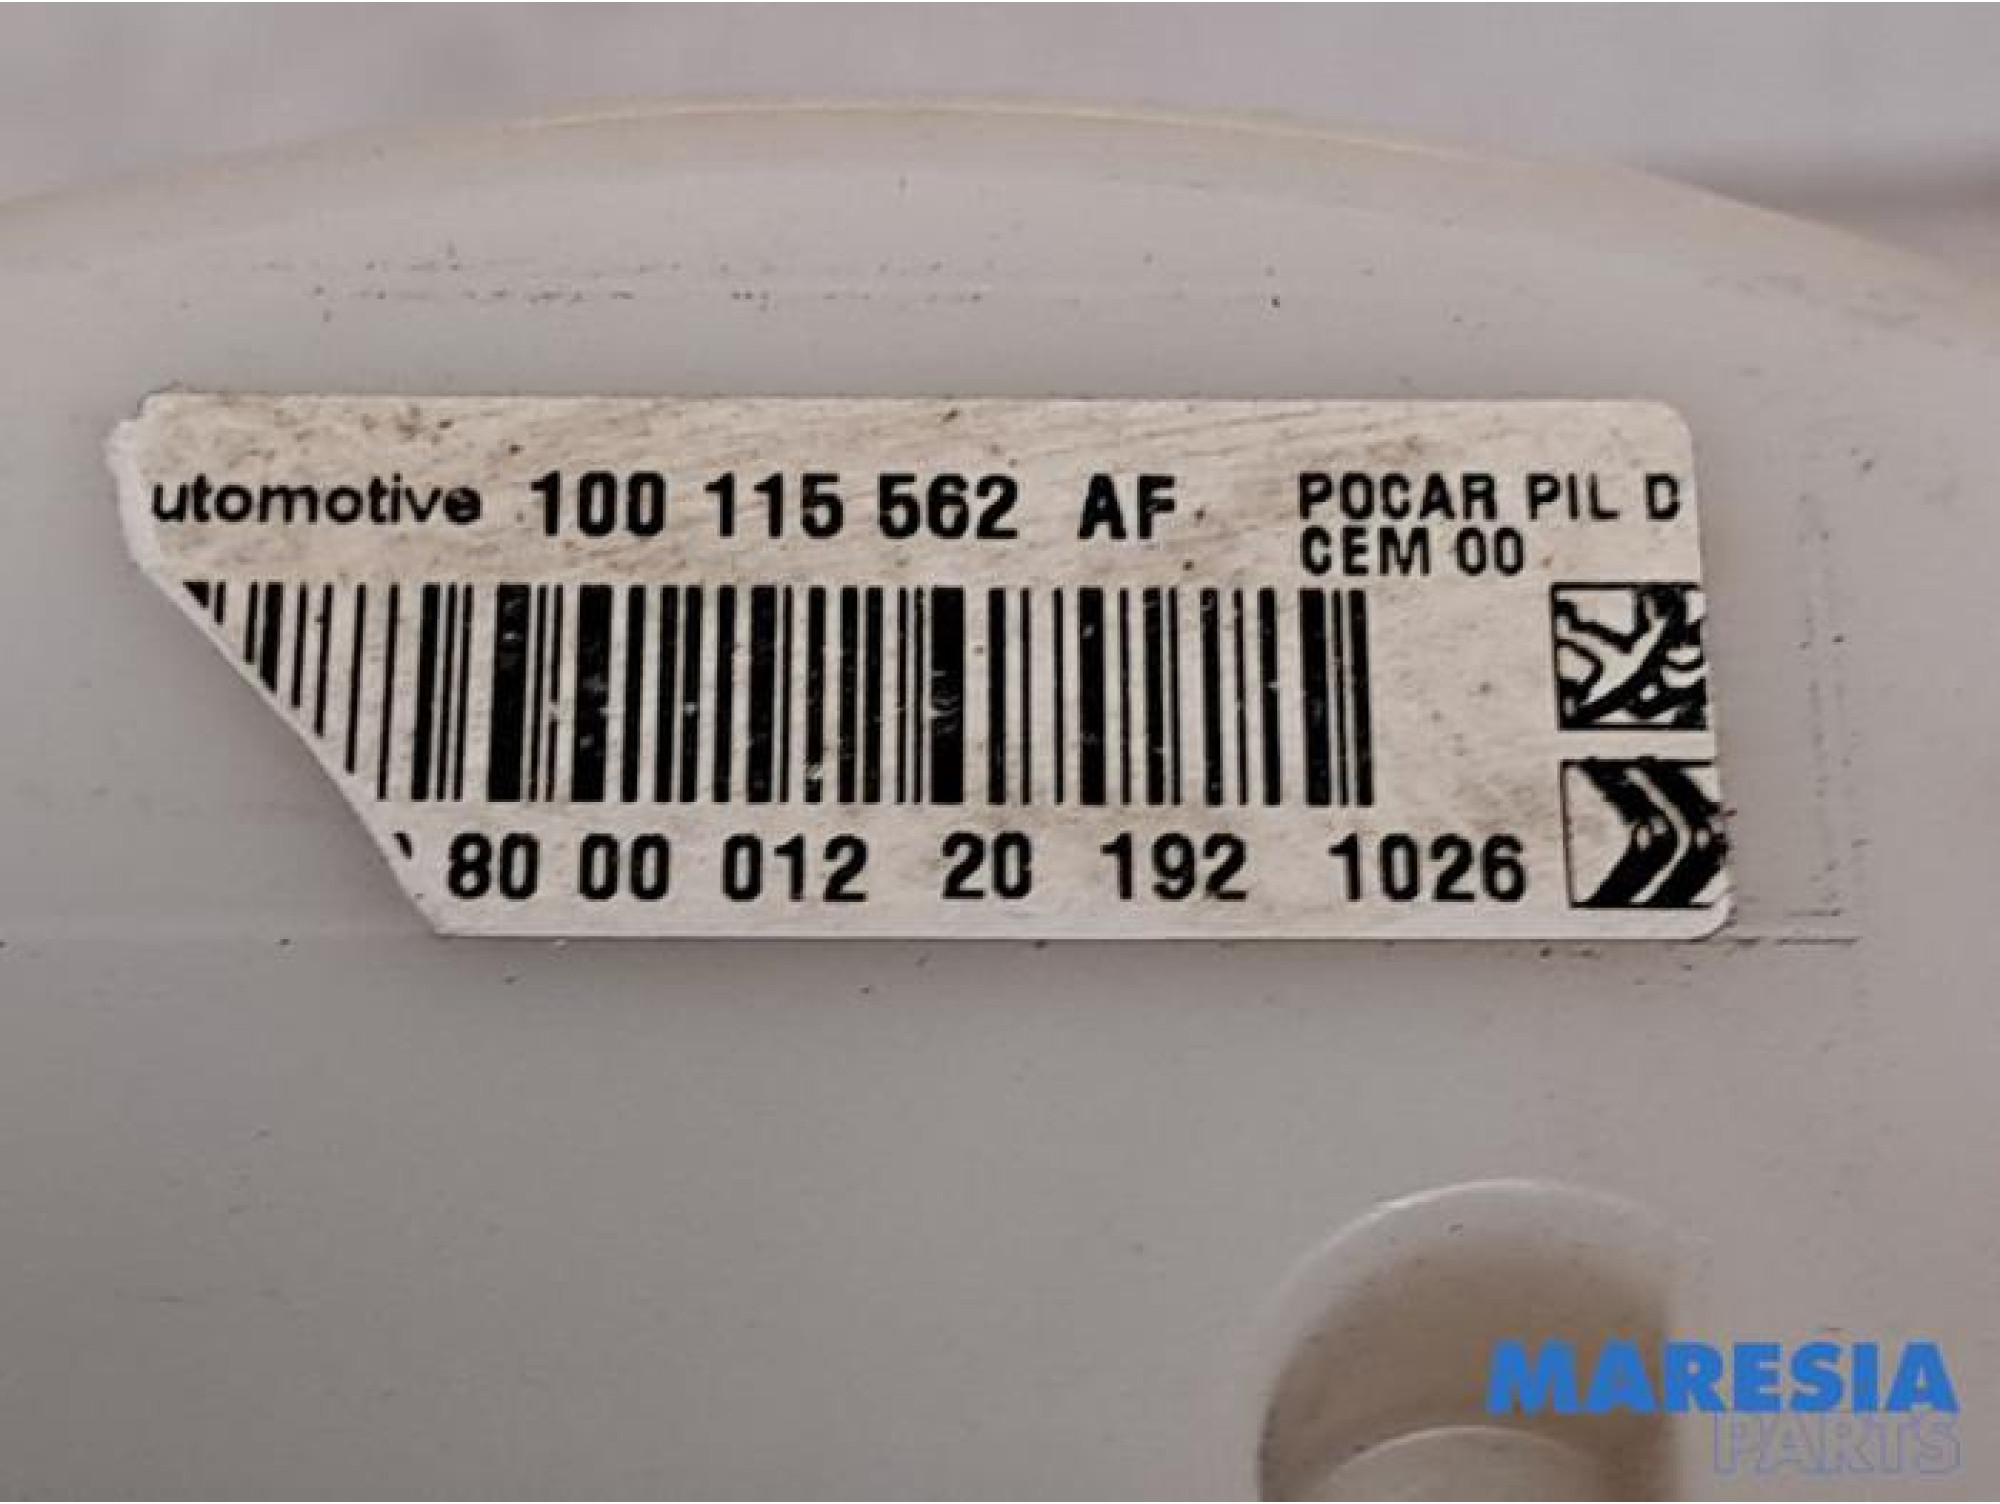 utomotive 100 115 562 AF POCAR PIL D
CEM 00
80 00 012 20 192 1026
MARESIA
PARTS